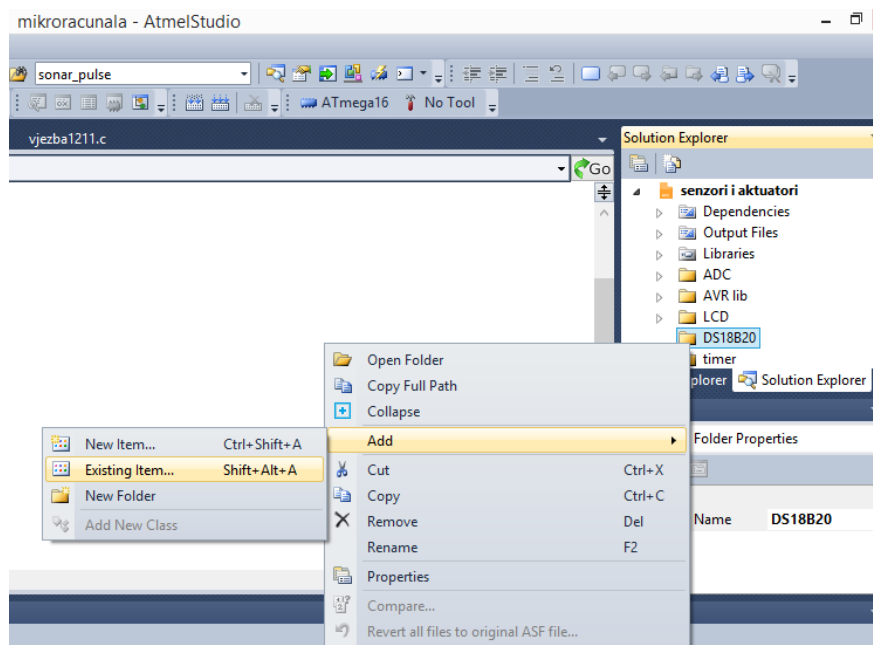 mikroracunala - AtmelStudio
sonar_pulse
ATmega16 No Tool
vjezba1211.c
Go
Solution Explorer
senzori i aktuatori
Dependencies
Output Files
Libraries
ADC
AVR lib
LCD
DS18B20
timer
plorer Solution Explorer
Open Folder
Copy Full Path
Collapse
Add
Cut Ctrl+X
Copy Ctrl+C
Remove Del
Rename F2
Properties
Compare...
Revert all files to original ASF file...
New Item... Ctrl+Shift+A
Existing Item... Shift+Alt+A
New Folder
Add New Class
Folder Properties
Name DS18B20